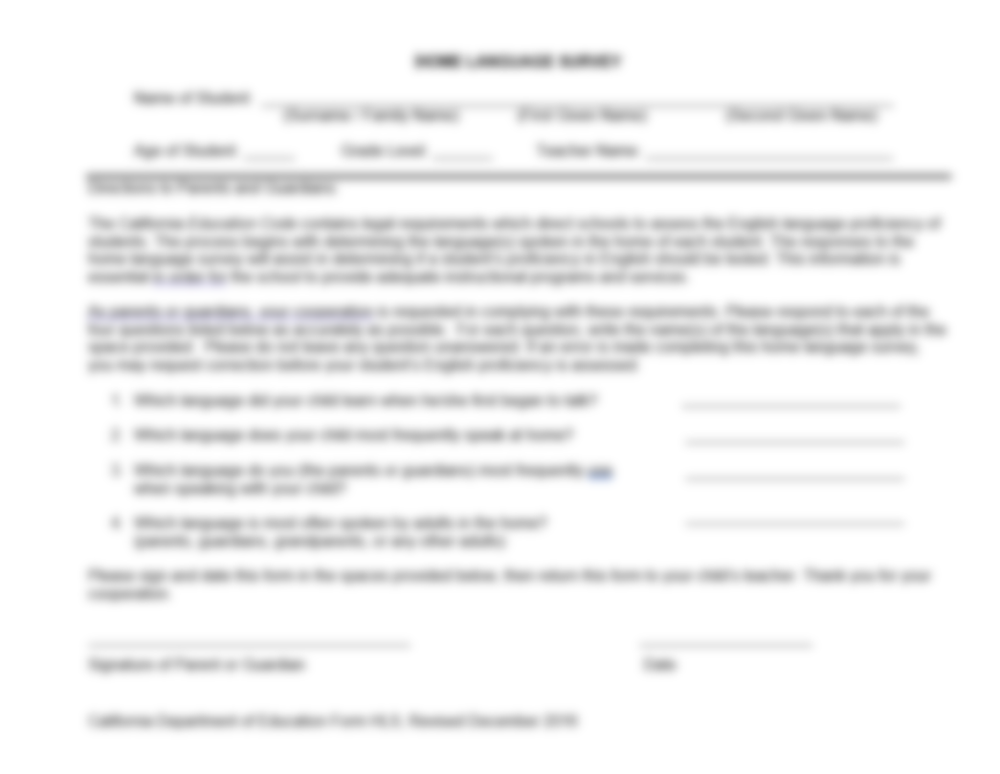 HOME LANGUAGE SURVEY
Name of Student:
(Surname / Family Name) (First Given Name) (Second Given Name)
Age of Student: Grade Level: Teacher Name:
Directions to Parents and Guardians:
The California Education Code contains legal requirements which direct schools to assess the English language proficiency of
students. The process begins with determining the language(s) spoken in the home of each student. The responses to the
home language survey will assist in determining if a student's proficiency in English should be tested. This information is
essential in order for the school to provide adequate instructional programs and services.
As parents or guardians, your cooperation is requested in complying with these requirements. Please respond to each of the
four questions listed below as accurately as possible. For each question, write the name(s) of the language(s) that apply in the
space provided. Please do not leave any question unanswered. If an error is made completing this home language survey,
you may request correction before your student's English proficiency is assessed.
1. Which language did your child learn when he/she first began to talk?
2. Which language does your child most frequently speak at home?
3. Which language do you (the parents or guardians) most frequently use
when speaking with your child?
4. Which language is most often spoken by adults in the home?
(parents, guardians, grandparents, or any other adults)
Please sign and date this form in the spaces provided below, then return this form to your child's teacher. Thank you for your
cooperation.
Signature of Parent or Guardian Date
California Department of Education Form HLS, Revised December 2016